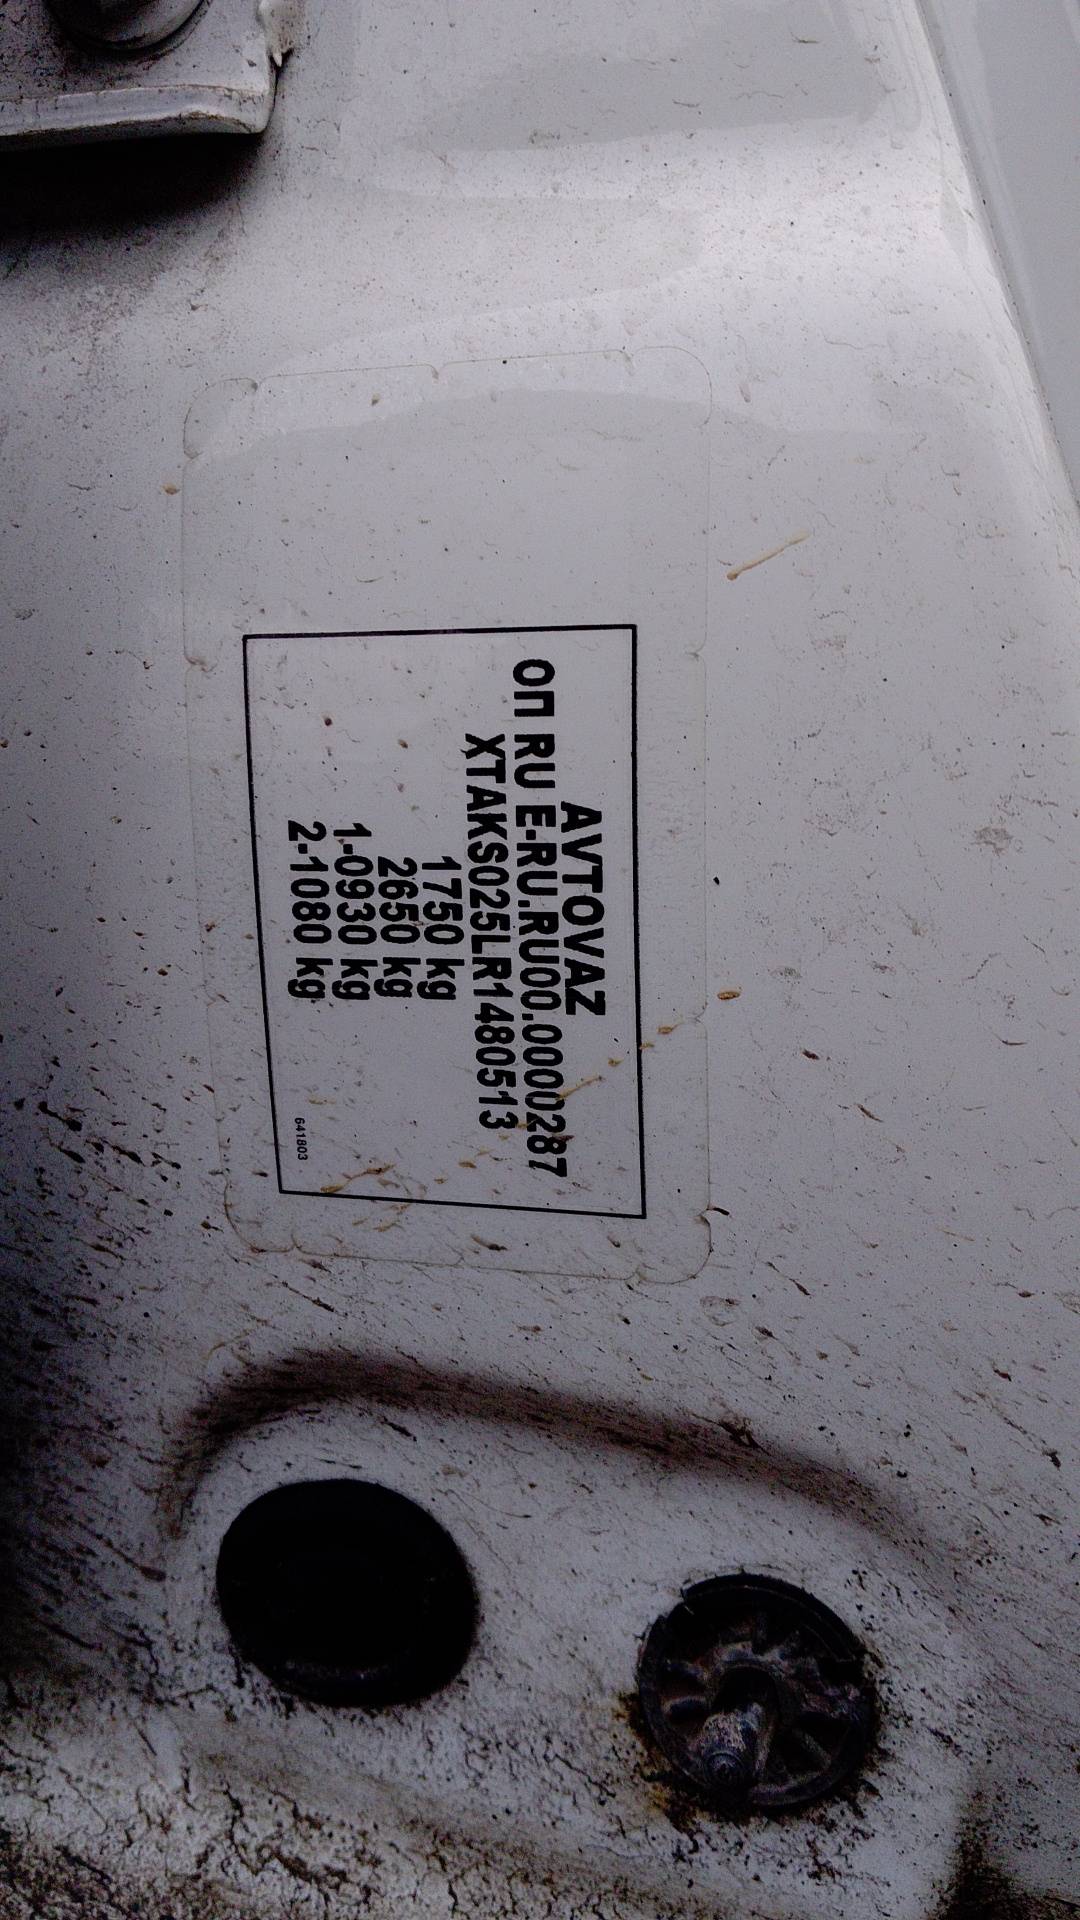 AVTOVAZ
ОП RU E-RU.RU00.0000287
XTAKS025LR1480513
1750 kg
2650 kg
1-0930 kg
2-1080 kg
641803